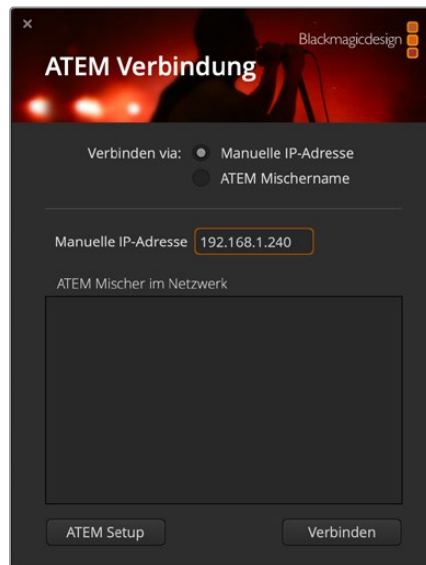 Blackmagicdesign
ATEM Verbindung
Verbinden via: Manuelle IP-Adresse
ATEM Mischername
Manuelle IP-Adresse 192.168.1.240
ATEM Mischer im Netzwerk
ATEM Setup Verbinden